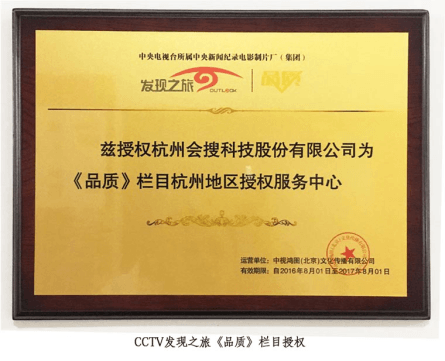 中央电视台所属中央新闻纪录电影制片厂（集团）
发现之旅 OUTLOOK 品质
兹授权杭州会搜科技股份有限公司为
《品质》栏目杭州地区授权服务中心
运营单位：中视鸿图(北京)文化传播有限公司
有效期限：自2016年8月01日至2017年8月01日
CCTV发现之旅《品质》栏目授权